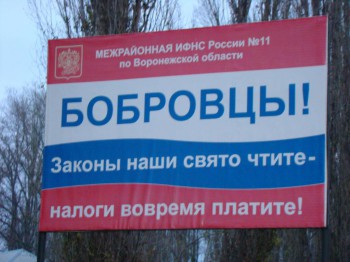 МЕЖРАЙОННАЯ ИФНС России №11
по Воронежской области
БОБРОВЦЫ!
Законы наши свято чтите-
налоги вовремя платите!